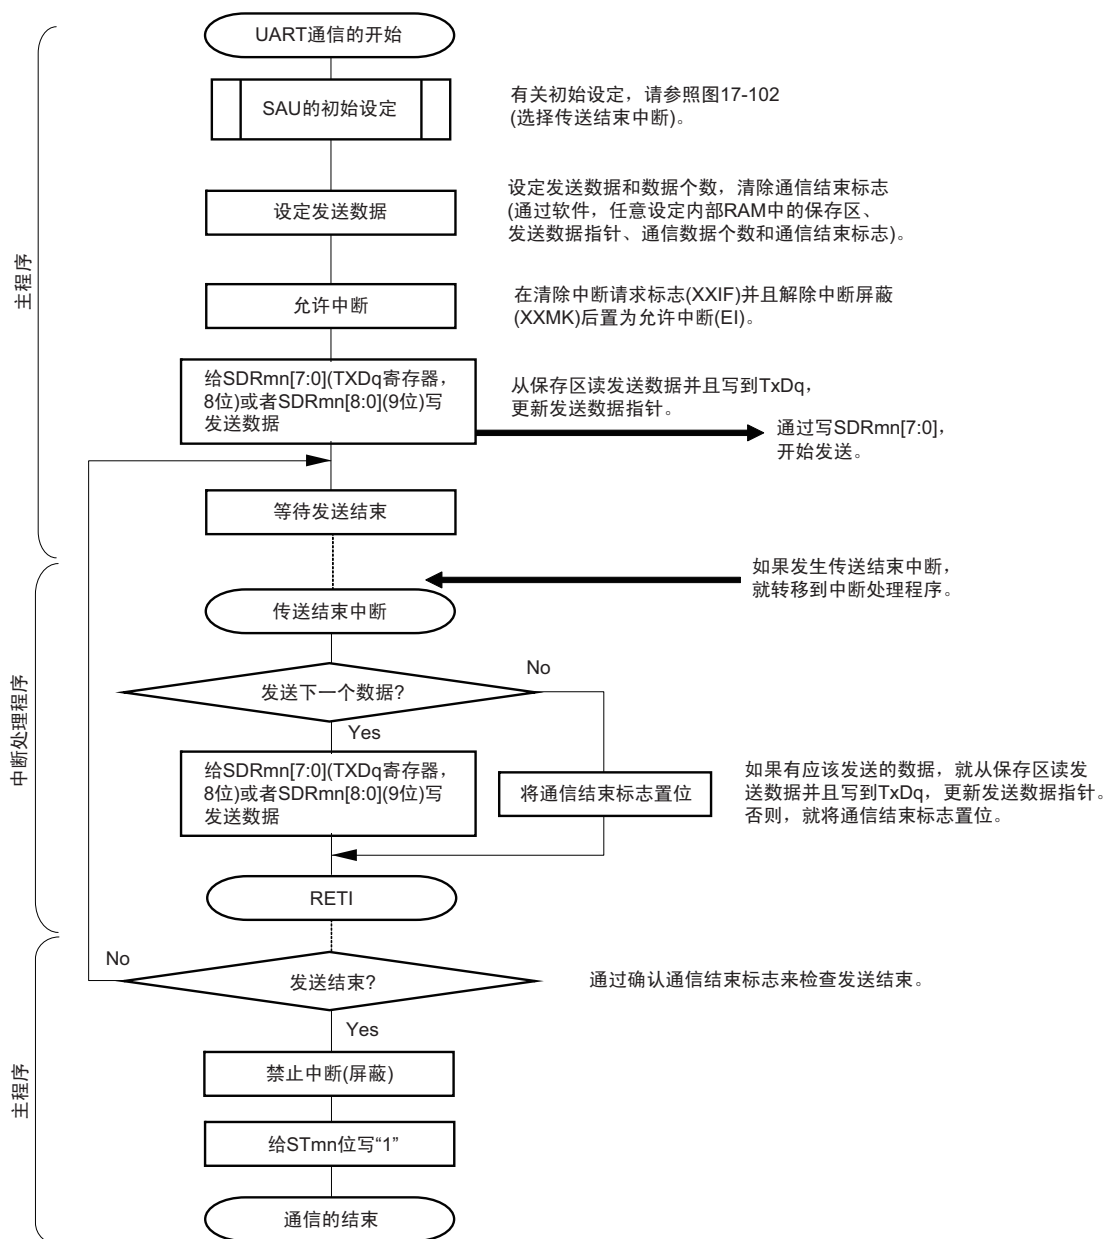 UART通信的开始
SAU的初始设定
有关初始设定，请参照图17-102
(选择传送结束中断)。
设定发送数据
设定发送数据和数据个数，清除通信结束标志
(通过软件，任意设定内部RAM中的保存区、
发送数据指针、通信数据个数和通信结束标志)。
主程序
允许中断
在清除中断请求标志(XXIF)并且解除中断屏蔽
(XXMK)后置为允许中断(EI)。
给SDRmn[7:0](TXDq寄存器，
8位)或者SDRmn[8:0](9位)写
发送数据
从保存区读发送数据并且写到TxDq，
更新发送数据指针。
通过写SDRmn[7:0]，
开始发送。
等待发送结束
如果发生传送结束中断，
就转移到中断处理程序。
传送结束中断
发送下一个数据?
No
Yes
中断处理程序
给SDRmn[7:0](TXDq寄存器，
8位)或者SDRmn[8:0](9位)写
发送数据
将通信结束标志置位
如果有应该发送的数据，就从保存区读发
送数据并且写到TxDq，更新发送数据指针。
否则，就将通信结束标志置位。
RETI
No
发送结束?
通过确认通信结束标志来检查发送结束。
Yes
主程序
禁止中断(屏蔽)
给STmn位写“1”
通信的结束